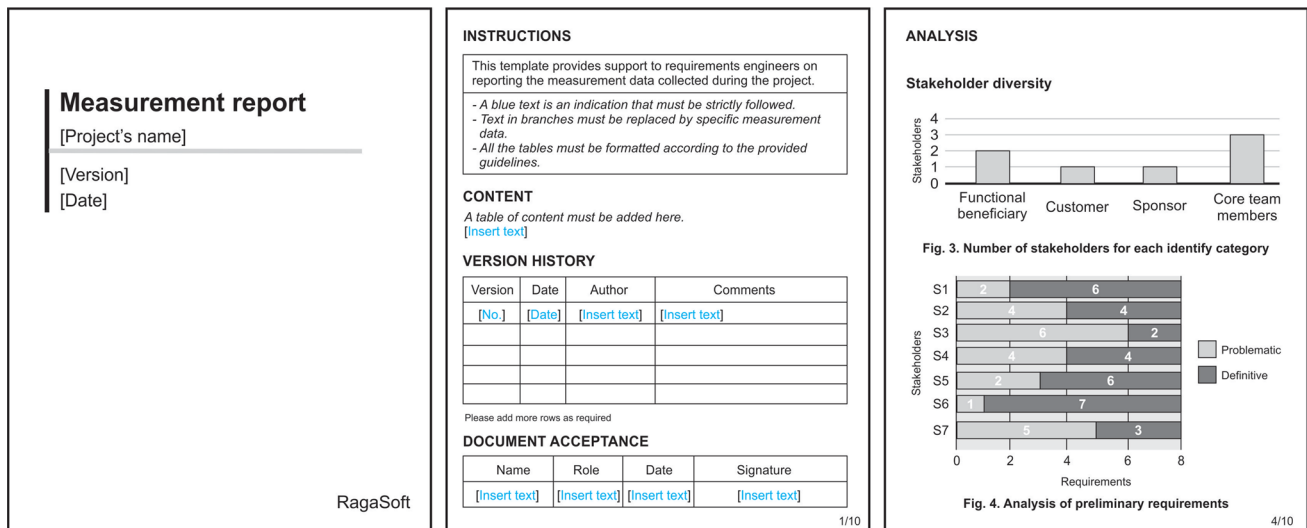 Measurement report
[Project's name]
[Version]
[Date]
RagaSoft
INSTRUCTIONS
This template provides support to requirements engineers on
reporting the measurement data collected during the project.
- A blue text is an indication that must be strictly followed.
- Text in branches must be replaced by specific measurement
data.
- All the tables must be formatted according to the provided
guidelines.
CONTENT
A table of content must be added here.
[Insert text]
VERSION HISTORY
Version Date Author Comments
[No.] [Date] [Insert text] [Insert text]
Please add more rows as required
DOCUMENT ACCEPTANCE
Name Role Date Signature
[Insert text] [Insert text] [Insert text] [Insert text]
1/10
ANALYSIS
Stakeholder diversity
Stakeholders
4
3
2
1
0
Functional
beneficiary
Customer
Sponsor
Core team
members
Fig. 3. Number of stakeholders for each identify category
Stakeholders
S1 2 6
S2 4 4
S3 6 2
S4 4 4
S5 2 6
S6 1 7
S7 5 3
Problematic
Definitive
0 2 4 6 8
Requirements
Fig. 4. Analysis of preliminary requirements
4/10